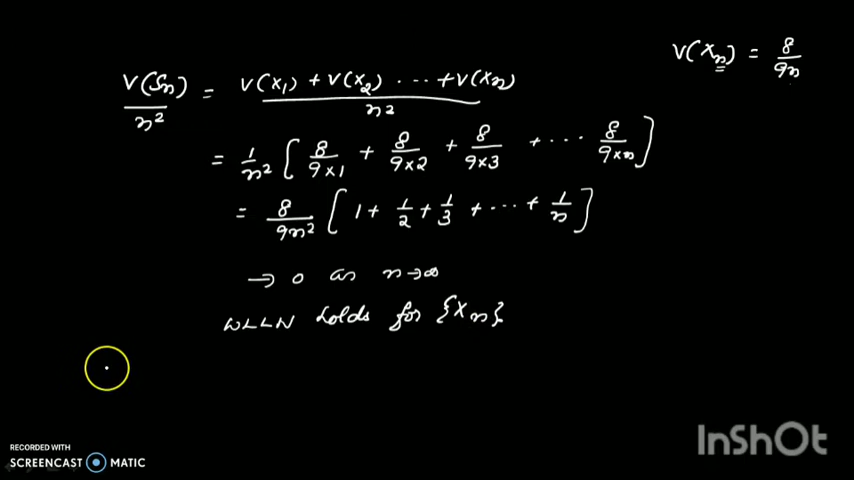 V(Xn) = 8/9n
V(Sn)/n² = V(X1) + V(X2) ... + V(Xn) / n²
= 1/n² [ 8/9×1 + 8/9×2 + 8/9×3 + ... 8/9×n ]
= 8/9n² [ 1 + 1/2 + 1/3 + ... + 1/n ]
→ 0 as n→∞
WLLN holds for {Xn}
RECORDED WITH
SCREENCAST MATIC
InShOt